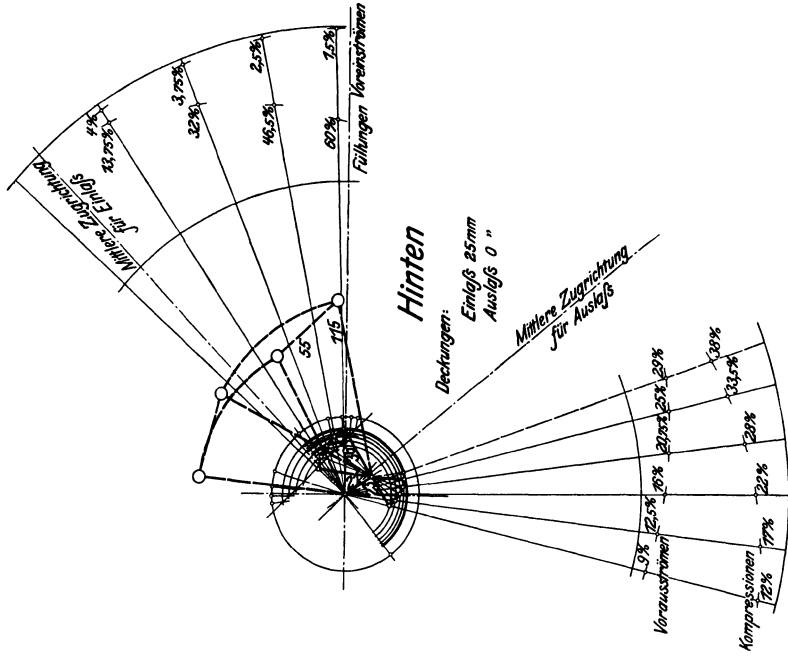 Mittlere Zugrichtung
für Einlaß
4%
3,75%
2,5%
1,5%
Voreinströmen
13,75%
32%
46,5%
60%
Füllungen
55
115
Hinten
Deckungen:
Einlaß 25mm
Auslaß 0 "
Mittlere Zugrichtung
für Auslaß
Vorausströmen
9%
12,5%
16%
20,75%
25%
29%
Kompressionen
12%
17%
22%
28%
33,5%
38%